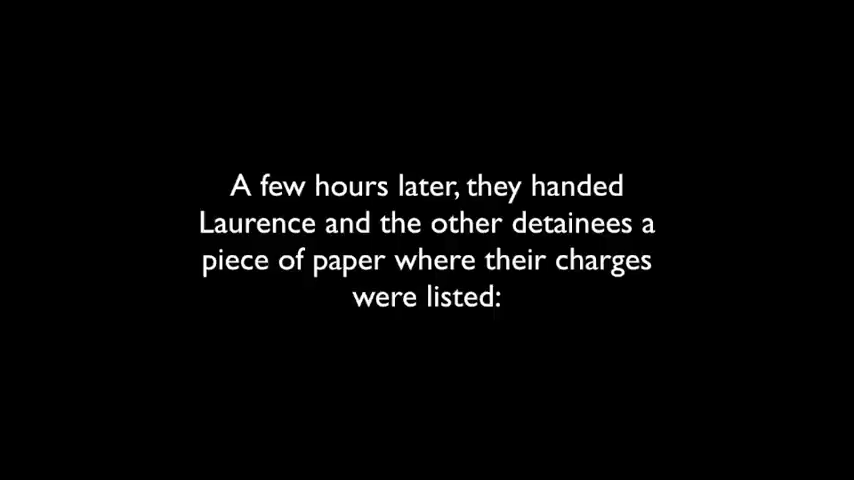 A few hours later, they handed
Laurence and the other detainees a
piece of paper where their charges
were listed: